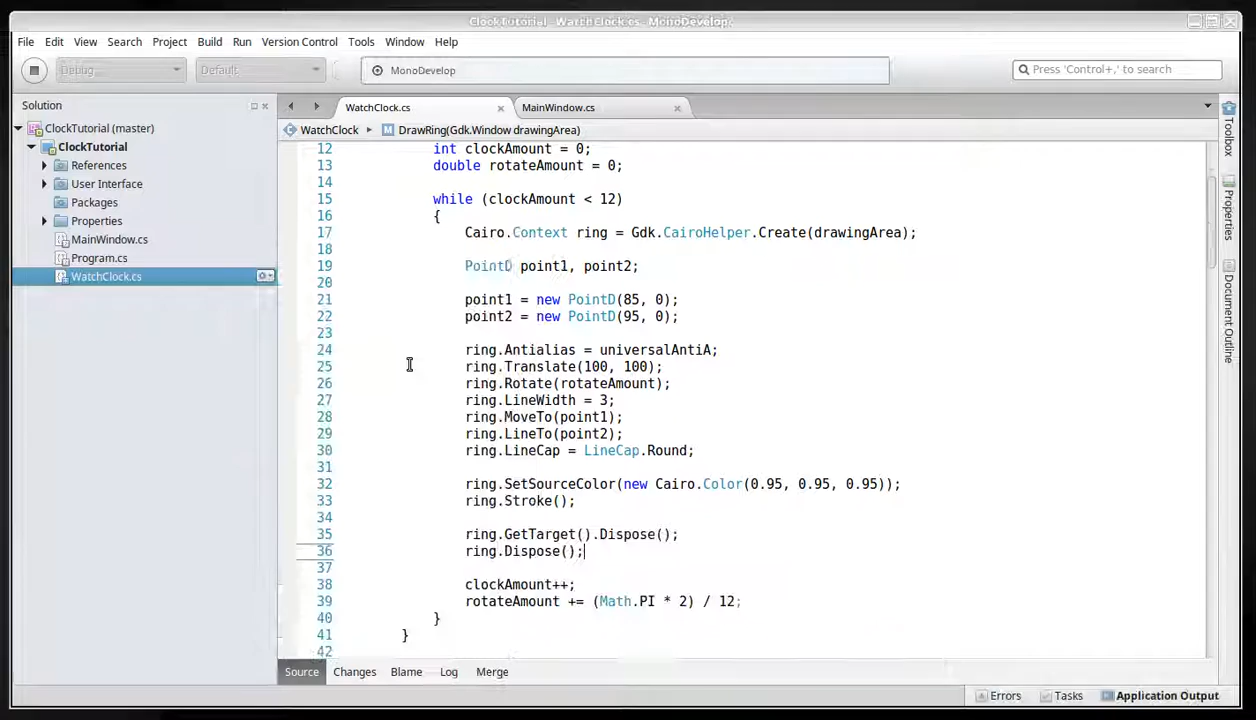 ClockTutorial - WatchClock.cs - MonoDevelop
File Edit View Search Project Build Run Version Control Tools Window Help
Debug Default MonoDevelop Press 'Control+,' to search
Solution
WatchClock.cs MainWindow.cs
ClockTutorial (master)
ClockTutorial
References
User Interface
Packages
Properties
MainWindow.cs
Program.cs
WatchClock.cs
WatchClock DrawRing(Gdk.Window drawingArea)
12 int clockAmount = 0;
13 double rotateAmount = 0;
14
15 while (clockAmount < 12)
16 {
17 Cairo.Context ring = Gdk.CairoHelper.Create(drawingArea);
18
19 PointD point1, point2;
20
21 point1 = new PointD(85, 0);
22 point2 = new PointD(95, 0);
23
24 ring.Antialias = universalAntiA;
25 ring.Translate(100, 100);
26 ring.Rotate(rotateAmount);
27 ring.LineWidth = 3;
28 ring.MoveTo(point1);
29 ring.LineTo(point2);
30 ring.LineCap = LineCap.Round;
31
32 ring.SetSourceColor(new Cairo.Color(0.95, 0.95, 0.95));
33 ring.Stroke();
34
35 ring.GetTarget().Dispose();
36 ring.Dispose();
37
38 clockAmount++;
39 rotateAmount += (Math.PI * 2) / 12;
40 }
41 }
42
Toolbox
Properties
Document Outline
Source Changes Blame Log Merge
Errors Tasks Application Output